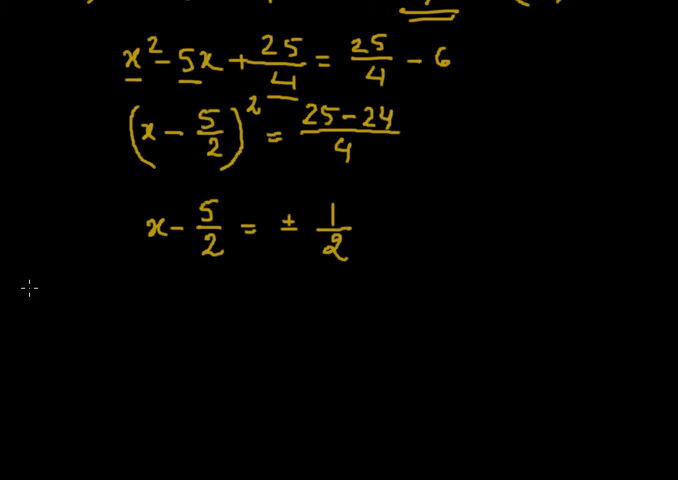 x² - 5x + 25/4 = 25/4 - 6
(x - 5/2)² = (25-24)/4
x - 5/2 = ± 1/2